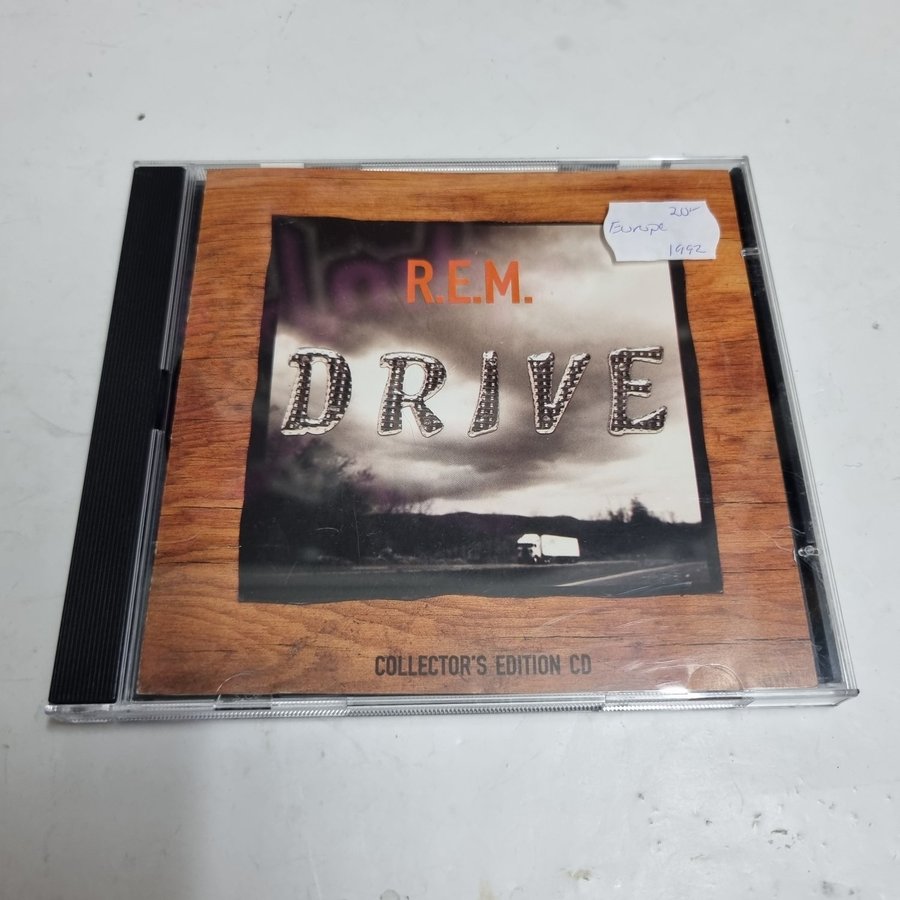 20-
Europe
1992
R.E.M.
DRIVE
COLLECTOR'S EDITION CD